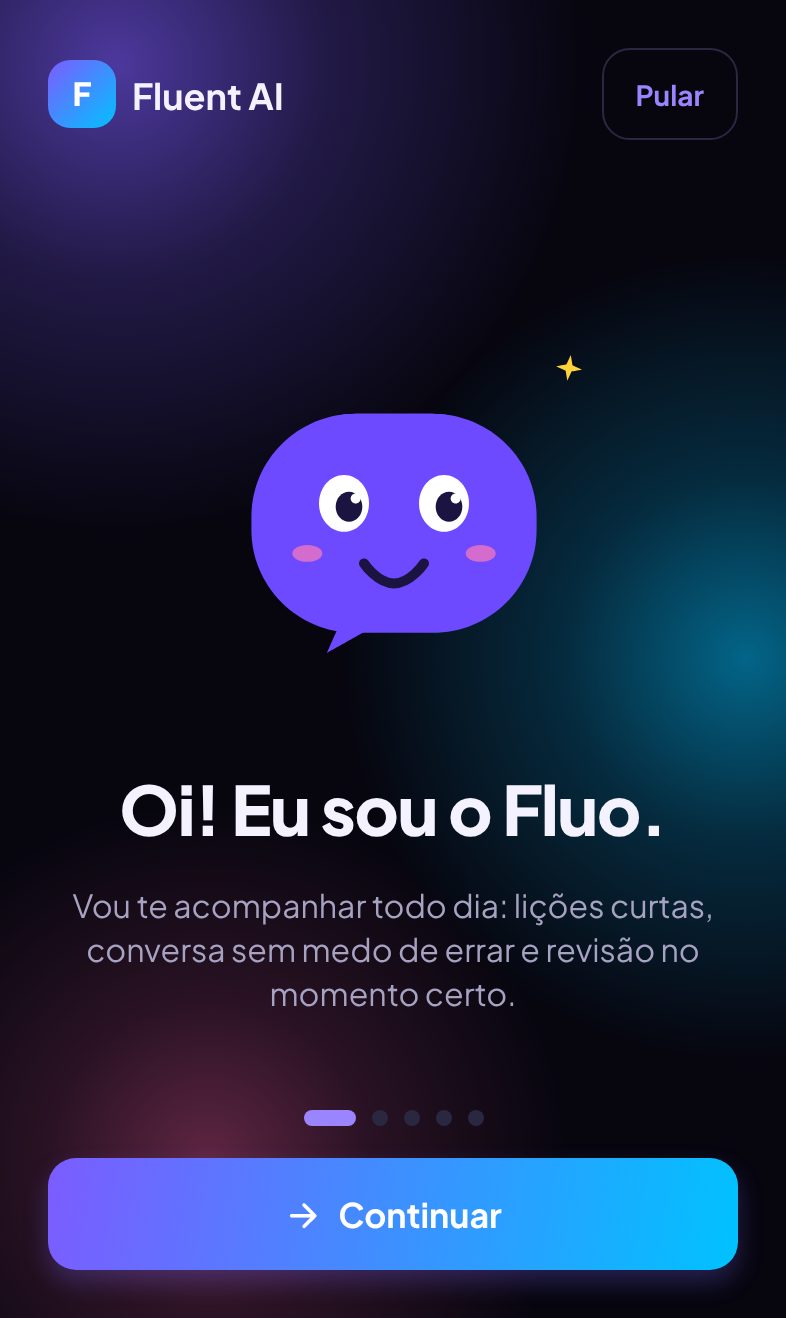 F
Fluent AI
Pular
Oi! Eu sou o Fluo.
Vou te acompanhar todo dia: lições curtas,
conversa sem medo de errar e revisão no
momento certo.
Continuar